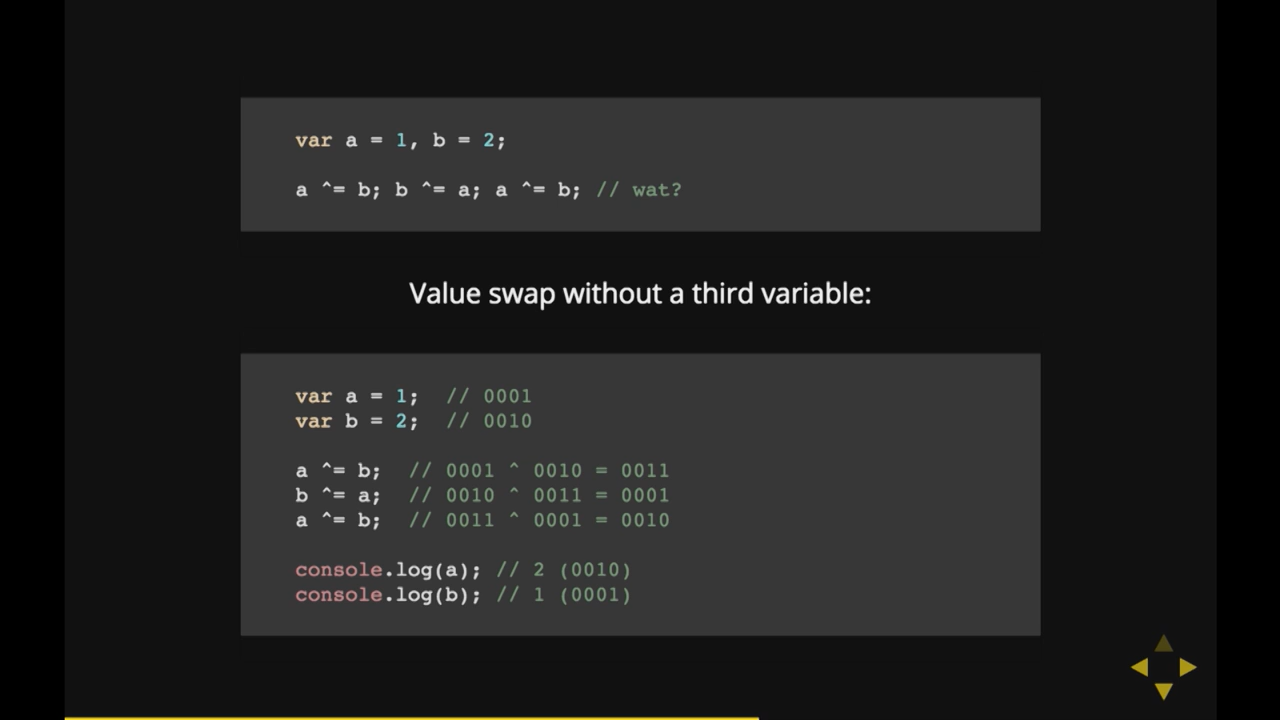 var a = 1, b = 2;
a ^= b; b ^= a; a ^= b; // wat?
Value swap without a third variable:
var a = 1;  // 0001
var b = 2;  // 0010
a ^= b;  // 0001 ^ 0010 = 0011
b ^= a;  // 0010 ^ 0011 = 0001
a ^= b;  // 0011 ^ 0001 = 0010
console.log(a); // 2 (0010)
console.log(b); // 1 (0001)